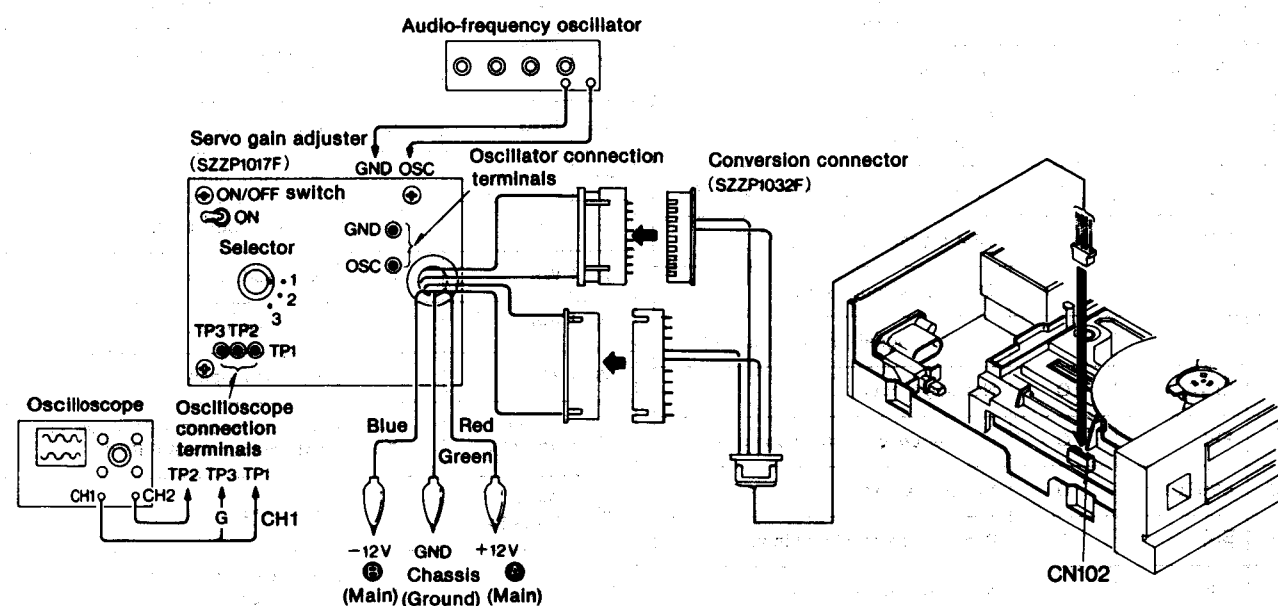 Audio-frequency oscillator
Servo gain adjuster
(SZZP1017F)
GND OSC
Oscillator connection
terminals
Conversion connector
(SZZP1032F)
ON/OFF switch
ON
GND
OSC
Selector
1
2
3
TP3 TP2
TP1
Oscilloscope
Oscilloscope
connection
terminals
TP2 TP3 TP1
CH1
CH2
G
CH1
Blue
Red
Green
−12V
GND
+12V
Chassis
(Main)
(Ground)
(Main)
CN102